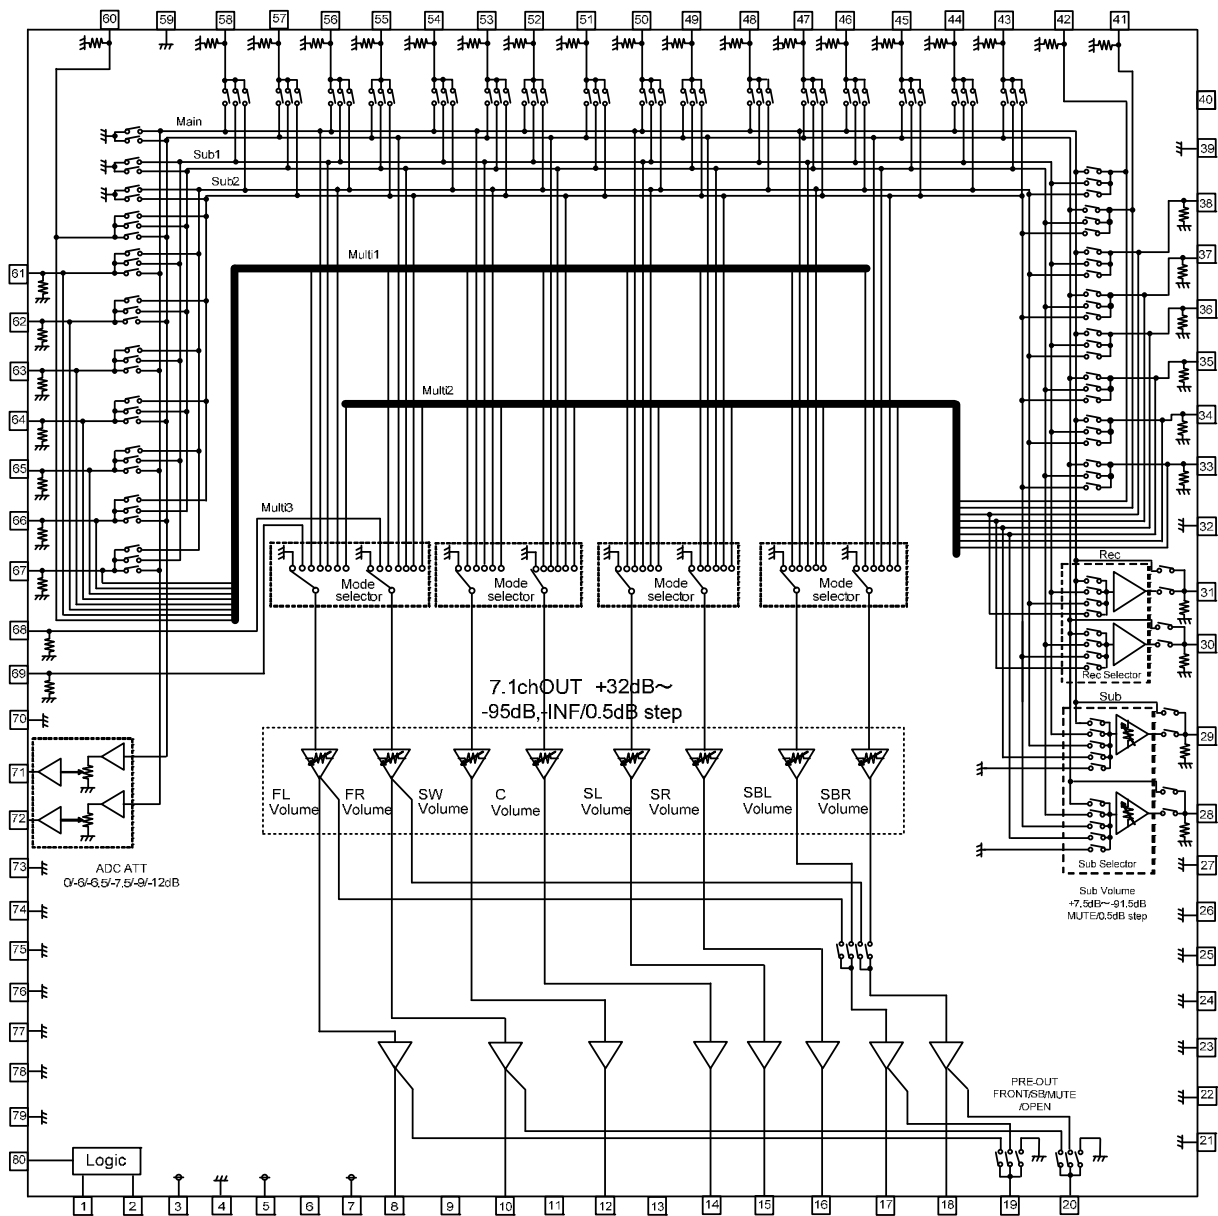 60 59 58 57 56 55 54 53 52 51 50 49 48 47 46 45 44 43 42 41
40
Main
39
Sub1
Sub2
38
Multi1
37
61
36
62
35
63
Multi2
34
64
33
65
Multi3
66
32
Rec
67
Mode
selector
Mode
selector
Mode
selector
Mode
selector
31
68
30
69
Rec Selector
7.1chOUT +32dB～
-95dB,-INF/0.5dB step
Sub
70
29
71
FL
Volume
FR
Volume
SW
Volume
C
Volume
SL
Volume
SR
Volume
SBL
Volume
SBR
Volume
28
72
Sub Selector
27
73
ADC ATT
0/-6/-6.5/-7.5/-9/-12dB
Sub Volume
+7.5dB～-91.5dB
MUTE/0.5dB step
74
26
75
25
76
24
77
23
78
PRE-OUT
FRONT/SB/MUTE
/OPEN
22
79
21
80
Logic
1 2 3 4 5 6 7 8 9 10 11 12 13 14 15 16 17 18 19 20